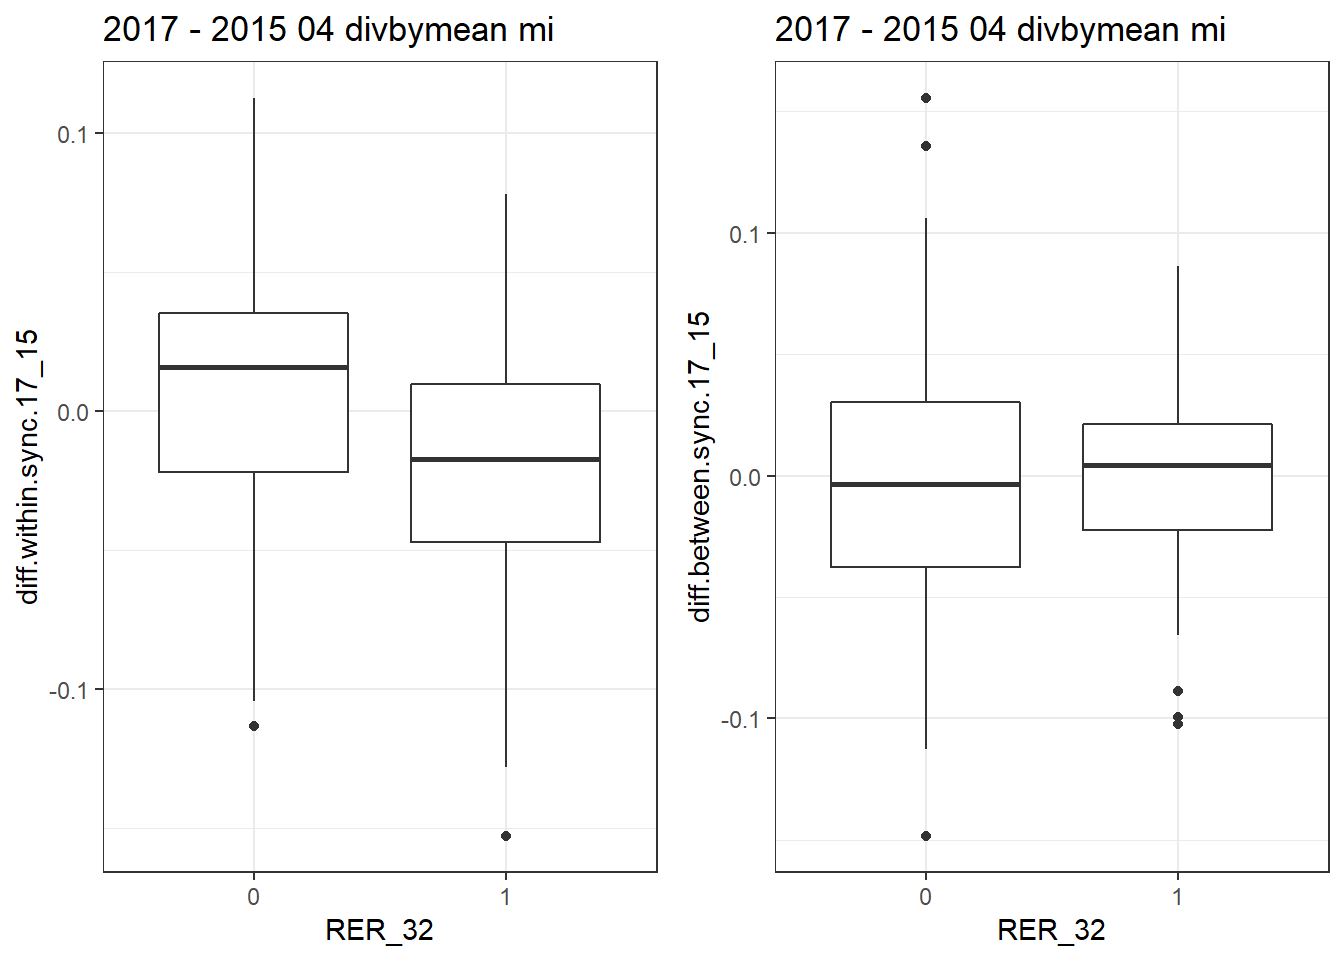 2017 - 2015 04 divbymean mi
diff.within.sync.17_15
0.1
0.0
-0.1
0
1
RER_32
2017 - 2015 04 divbymean mi
diff.between.sync.17_15
0.1
0.0
-0.1
0
1
RER_32